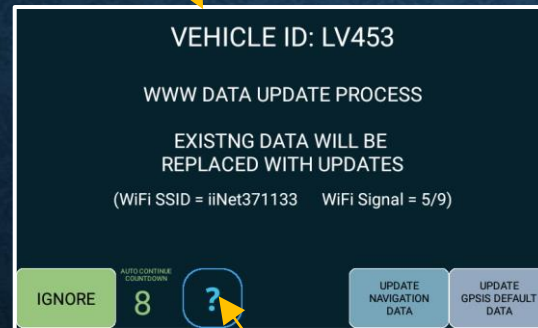 VEHICLE ID: LV453
WWW DATA UPDATE PROCESS
EXISTNG DATA WILL BE
REPLACED WITH UPDATES
(WiFi SSID = iiNet371133 WiFi Signal = 5/9)
IGNORE
AUTO CONTINUE
COUNTDOWN
8
?
UPDATE
NAVIGATION
DATA
UPDATE
GPSIS DEFAULT
DATA